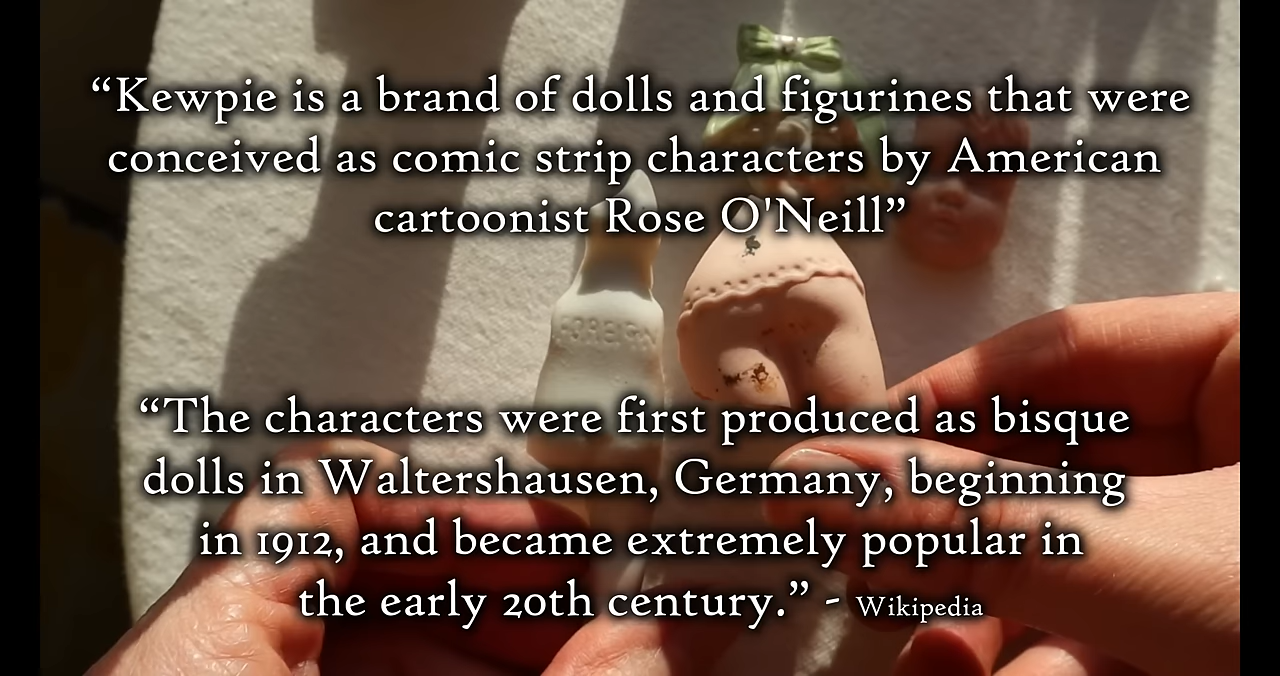 “Kewpie is a brand of dolls and figurines that were
conceived as comic strip characters by American
cartoonist Rose O'Neill”
FOREIGN
“The characters were first produced as bisque
dolls in Waltershausen, Germany, beginning
in 1912, and became extremely popular in
the early 20th century.” - Wikipedia